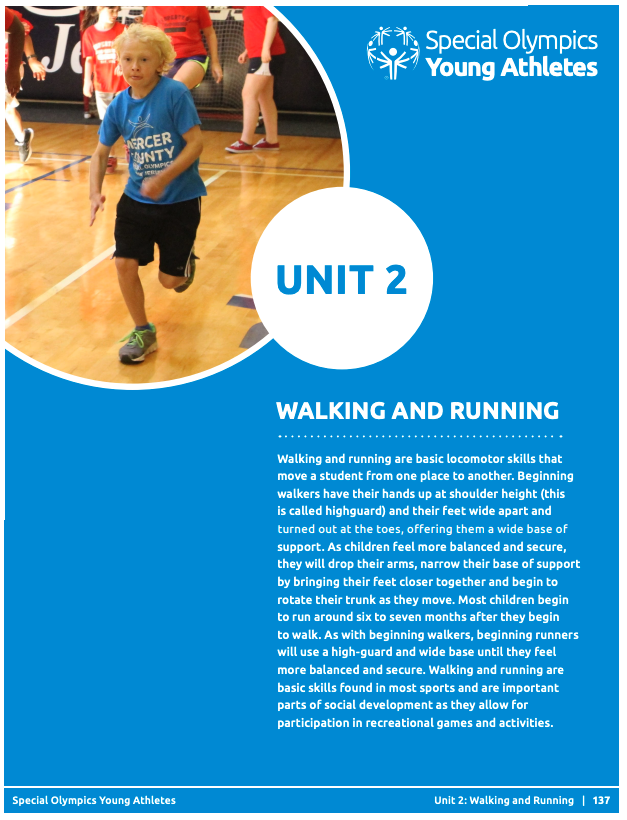 Special Olympics
Young Athletes
MERCER
COUNTY
UNIT 2
WALKING AND RUNNING
Walking and running are basic locomotor skills that
move a student from one place to another. Beginning
walkers have their hands up at shoulder height (this
is called highguard) and their feet wide apart and
turned out at the toes, offering them a wide base of
support. As children feel more balanced and secure,
they will drop their arms, narrow their base of support
by bringing their feet closer together and begin to
rotate their trunk as they move. Most children begin
to run around six to seven months after they begin
to walk. As with beginning walkers, beginning runners
will use a high-guard and wide base until they feel
more balanced and secure. Walking and running are
basic skills found in most sports and are important
parts of social development as they allow for
participation in recreational games and activities.
Special Olympics Young Athletes
Unit 2: Walking and Running | 137